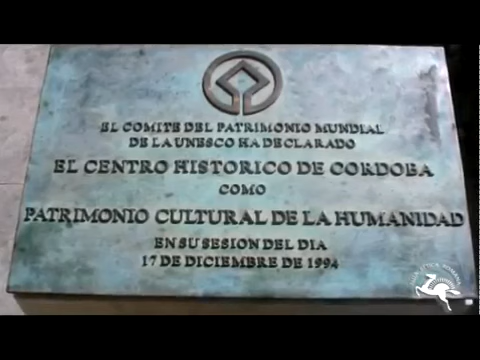 EL COMITE DEL PATRIMONIO MUNDIAL
DE LA UNESCO HA DECLARADO
EL CENTRO HISTORICO DE CORDOBA
COMO
PATRIMONIO CULTURAL DE LA HUMANIDAD
EN SU SESION DEL DIA
17 DE DICIEMBRE DE 1994